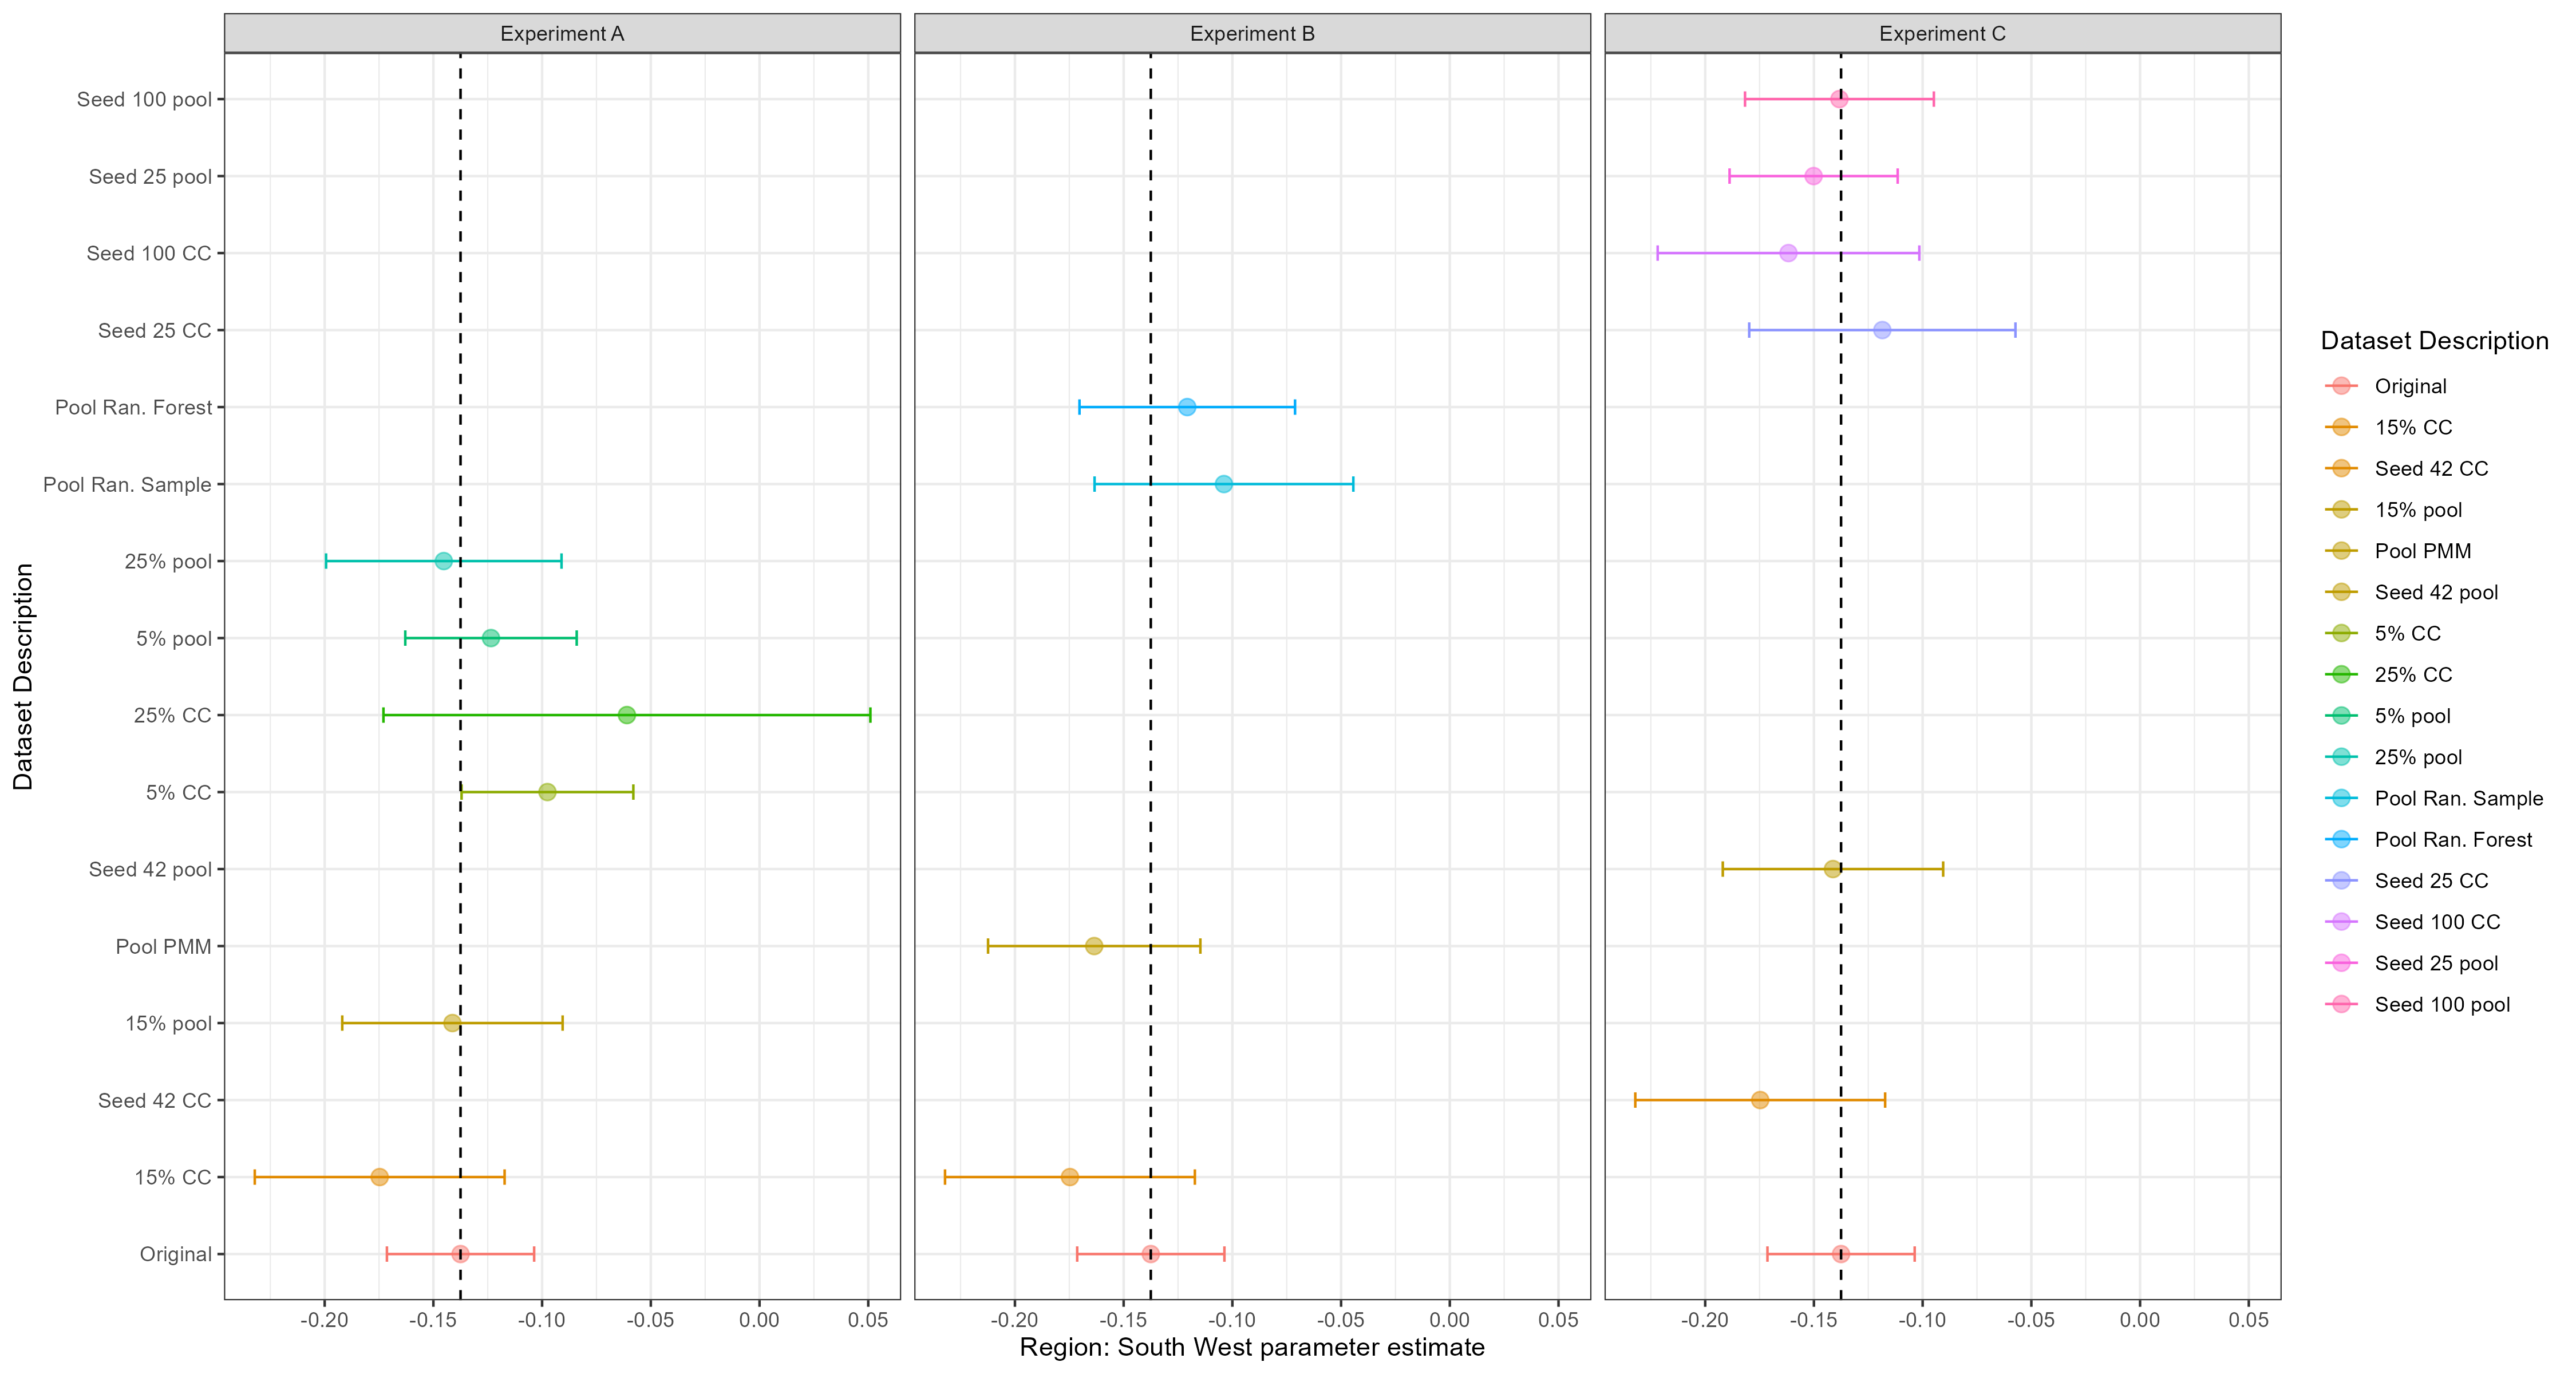 Experiment A
Experiment B
Experiment C
Dataset Description
Seed 100 pool
Seed 25 pool
Seed 100 CC
Seed 25 CC
Pool Ran. Forest
Pool Ran. Sample
25% pool
5% pool
25% CC
5% CC
Seed 42 pool
Pool PMM
15% pool
Seed 42 CC
15% CC
Original
-0.20 -0.15 -0.10 -0.05 0.00 0.05
-0.20 -0.15 -0.10 -0.05 0.00 0.05
-0.20 -0.15 -0.10 -0.05 0.00 0.05
Region: South West parameter estimate
Dataset Description
Original
15% CC
Seed 42 CC
15% pool
Pool PMM
Seed 42 pool
5% CC
25% CC
5% pool
25% pool
Pool Ran. Sample
Pool Ran. Forest
Seed 25 CC
Seed 100 CC
Seed 25 pool
Seed 100 pool